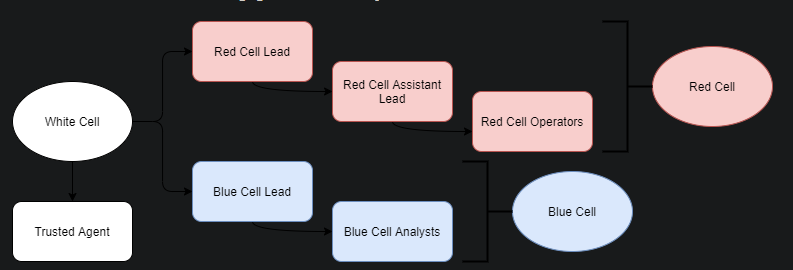 Red Cell Lead
Red Cell Assistant
Lead
Red Cell Operators
Red Cell
White Cell
Blue Cell Lead
Trusted Agent
Blue Cell Analysts
Blue Cell